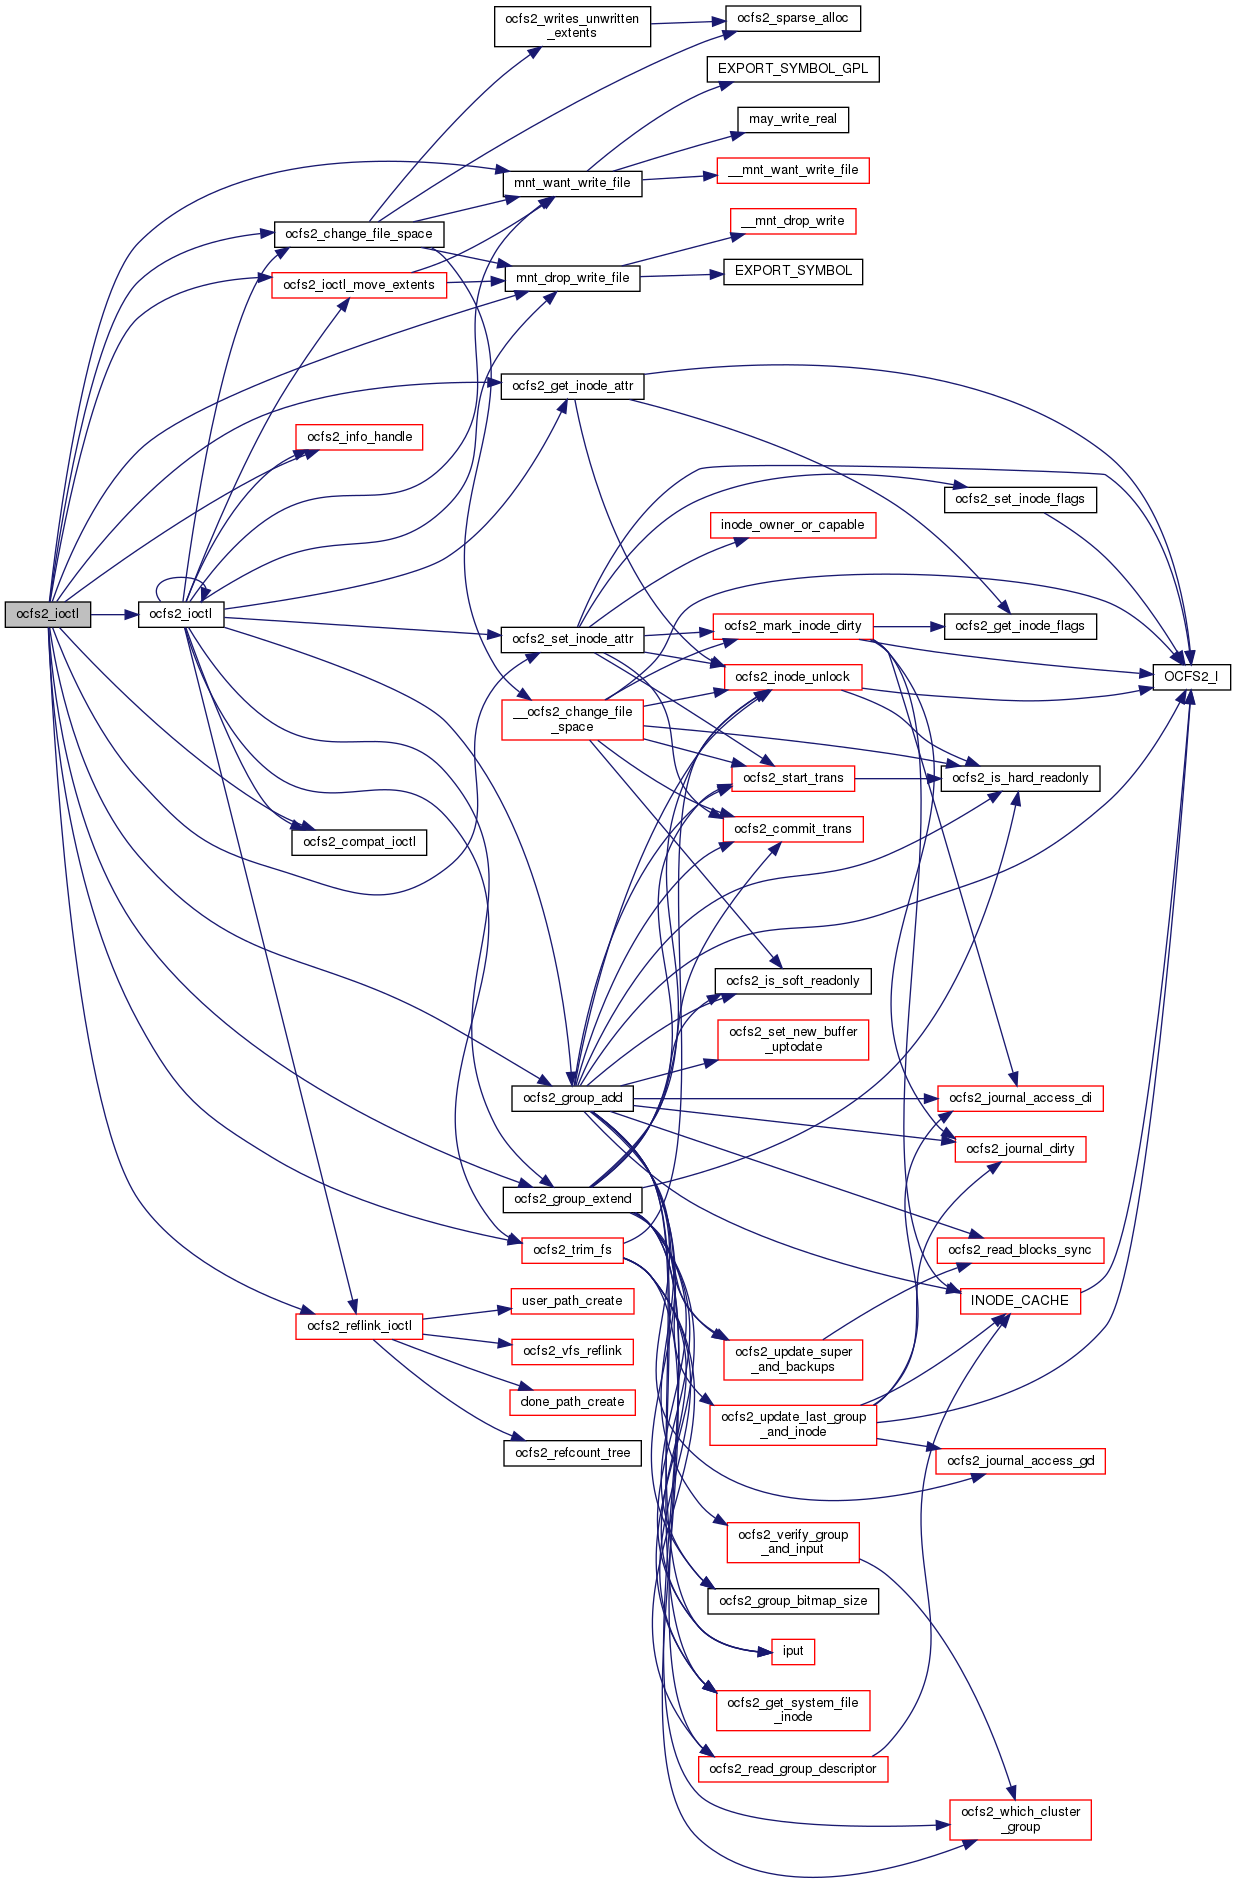 ocfs2_writes_unwritten
_extents
ocfs2_sparse_alloc
EXPORT_SYMBOL_GPL
may_write_real
mnt_want_write_file
__mnt_want_write_file
__mnt_drop_write
ocfs2_change_file_space
EXPORT_SYMBOL
mnt_drop_write_file
ocfs2_ioctl_move_extents
ocfs2_get_inode_attr
ocfs2_info_handle
ocfs2_set_inode_flags
inode_owner_or_capable
ocfs2_ioctl
ocfs2_ioctl
ocfs2_set_inode_attr
ocfs2_mark_inode_dirty
ocfs2_get_inode_flags
ocfs2_inode_unlock
OCFS2_I
__ocfs2_change_file
_space
ocfs2_start_trans
ocfs2_is_hard_readonly
ocfs2_compat_ioctl
ocfs2_commit_trans
ocfs2_is_soft_readonly
ocfs2_set_new_buffer
_uptodate
ocfs2_group_add
ocfs2_journal_access_di
ocfs2_journal_dirty
ocfs2_group_extend
ocfs2_trim_fs
ocfs2_read_blocks_sync
user_path_create
INODE_CACHE
ocfs2_reflink_ioctl
ocfs2_vfs_reflink
ocfs2_update_super
_and_backups
done_path_create
ocfs2_update_last_group
_and_inode
ocfs2_refcount_tree
ocfs2_journal_access_gd
ocfs2_verify_group
_and_input
ocfs2_group_bitmap_size
iput
ocfs2_get_system_file
_inode
ocfs2_read_group_descriptor
ocfs2_which_cluster
_group